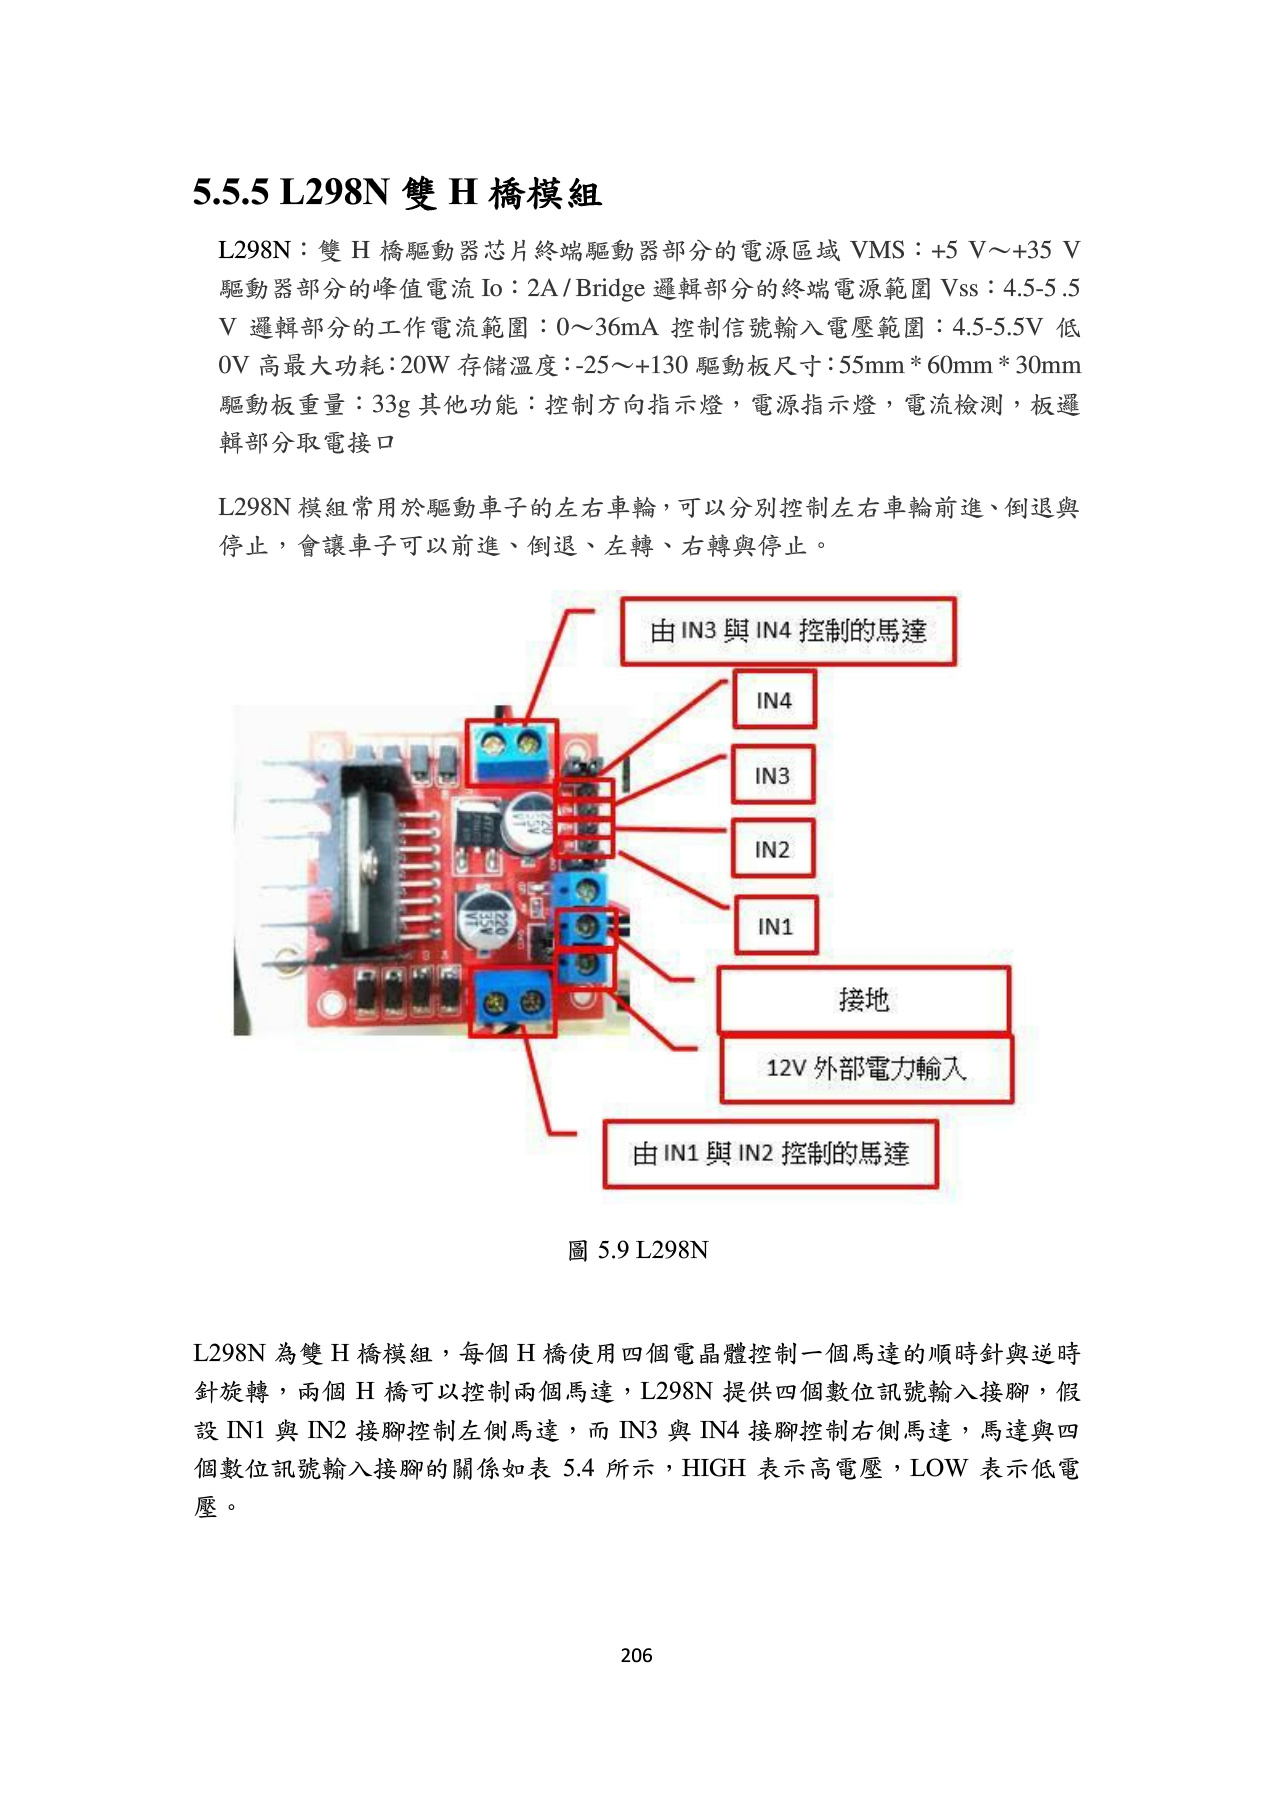 5.5.5 L298N 雙 H 橋模組
L298N：雙 H 橋驅動器芯片終端驅動器部分的電源區域 VMS：+5 V～+35 V
驅動器部分的峰值電流 Io：2A / Bridge 邏輯部分的終端電源範圍 Vss：4.5-5 .5
V 邏輯部分的工作電流範圍：0～36mA 控制信號輸入電壓範圍：4.5-5.5V 低
0V 高最大功耗：20W 存儲溫度：-25～+130 驅動板尺寸：55mm * 60mm * 30mm
驅動板重量：33g 其他功能：控制方向指示燈，電源指示燈，電流檢測，板邏
輯部分取電接口
L298N 模組常用於驅動車子的左右車輪，可以分別控制左右車輪前進、倒退與
停止，會讓車子可以前進、倒退、左轉、右轉與停止。
由 IN3 與 IN4 控制的馬達
IN4
IN3
IN2
IN1
接地
12V 外部電力輸入
由 IN1 與 IN2 控制的馬達
220
35V
VT
220
35V
VT
圖 5.9 L298N
L298N 為雙 H 橋模組，每個 H 橋使用四個電晶體控制一個馬達的順時針與逆時
針旋轉，兩個 H 橋可以控制兩個馬達，L298N 提供四個數位訊號輸入接腳，假
設 IN1 與 IN2 接腳控制左側馬達，而 IN3 與 IN4 接腳控制右側馬達，馬達與四
個數位訊號輸入接腳的關係如表 5.4 所示，HIGH 表示高電壓，LOW 表示低電
壓。
206